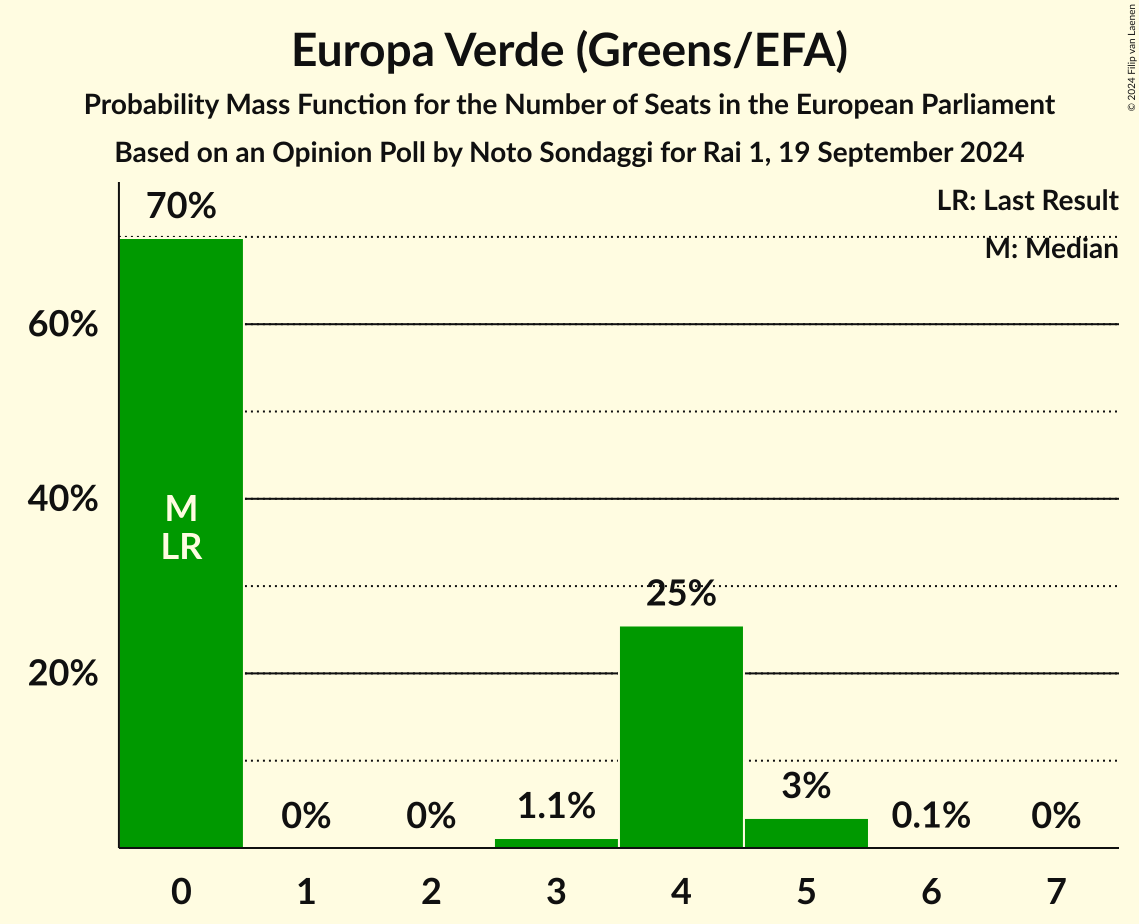 Europa Verde (Greens/EFA)
Probability Mass Function for the Number of Seats in the European Parliament
Based on an Opinion Poll by Noto Sondaggi for Rai 1, 19 September 2024
© 2024 Filip van Laenen
LR: Last Result
M: Median
70%
60%
40%
20%
M
LR
0%
0%
1.1%
25%
3%
0.1%
0%
0 1 2 3 4 5 6 7